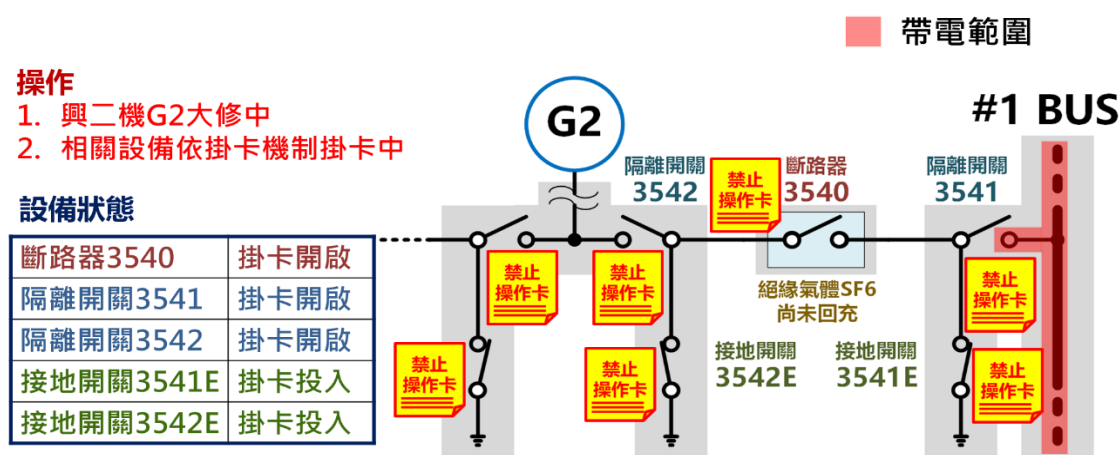 帶電範圍
操作
1. 興二機G2大修中
2. 相關設備依掛卡機制掛卡中
設備狀態
斷路器3540 掛卡開啟
隔離開關3541 掛卡開啟
隔離開關3542 掛卡開啟
接地開關3541E 掛卡投入
接地開關3542E 掛卡投入
G2
#1 BUS
隔離開關
3542
禁止
操作卡
斷路器
3540
隔離開關
3541
禁止
操作卡
禁止
操作卡
絕緣氣體SF6
尚未回充
禁止
操作卡
禁止
操作卡
禁止
操作卡
接地開關
3542E
接地開關
3541E
禁止
操作卡